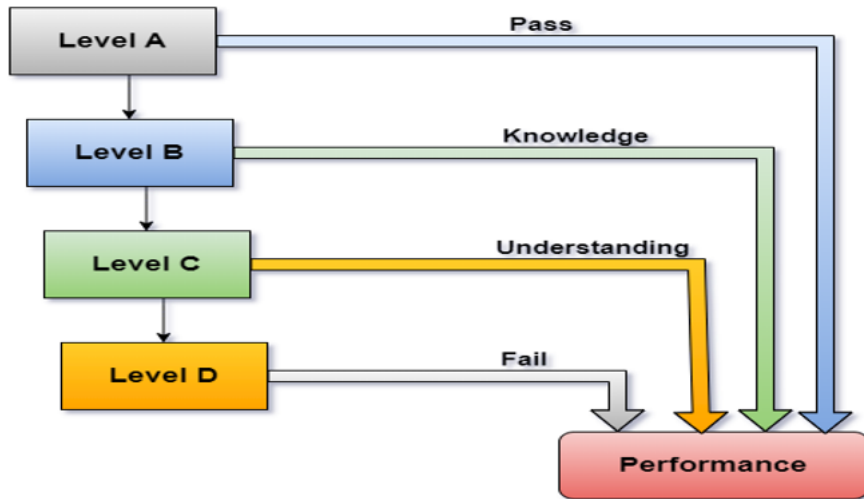 Level A
Pass
Level B
Knowledge
Level C
Understanding
Level D
Fail
Performance